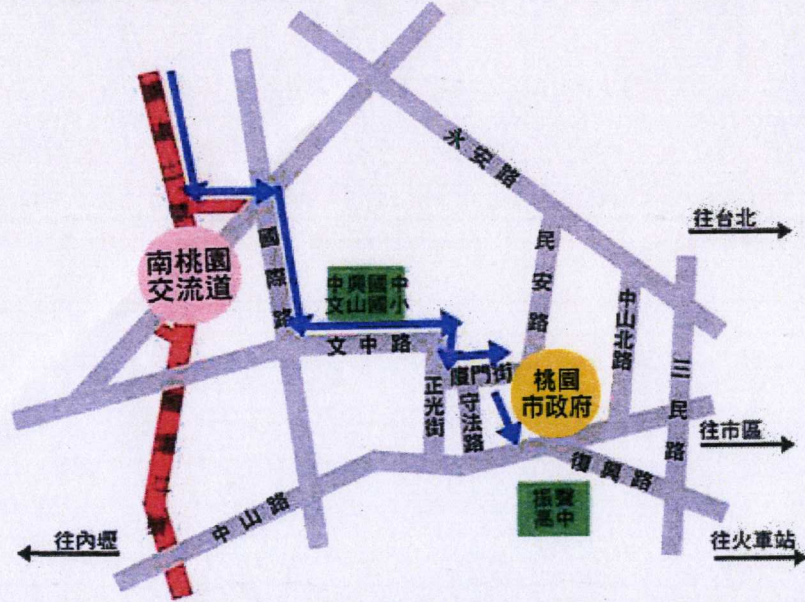 永安路
往台北
國際路
南桃園
交流道
中興國中
文山國小
民安路
中山北路
文中路
三民路
廈門街
桃園
市政府
正光街
守法路
往市區
復興路
振聲
高中
中山路
往內壢
往火車站